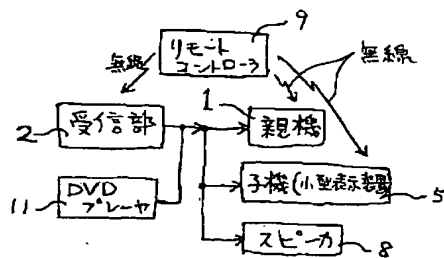 9
リモート
コントローラ
無線
無線
1
親機
2
受信部
子機(小型表示装置)
5
DVD
プレーヤ
11
スピーカ
8